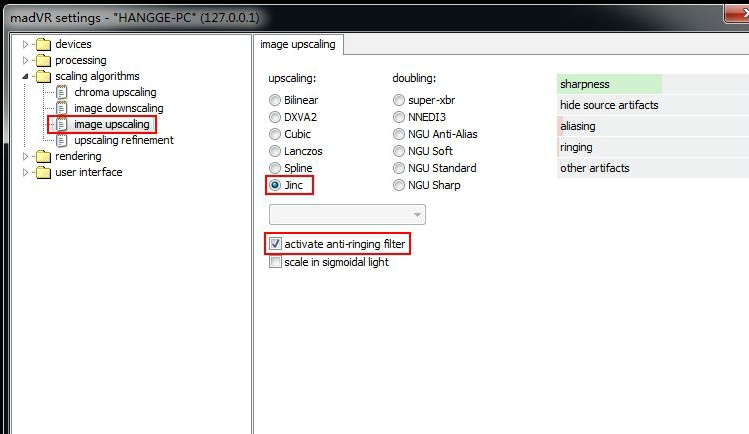 madVR settings - "HANGGE-PC" (127.0.0.1)
devices
processing
scaling algorithms
chroma upscaling
image downscaling
image upscaling
upscaling refinement
rendering
user interface
image upscaling
upscaling:
Bilinear
DXVA2
Cubic
Lanczos
Spline
Jinc
doubling:
super-xbr
NNEDI3
NGU Anti-Alias
NGU Soft
NGU Standard
NGU Sharp
activate anti-ringing filter
scale in sigmoidal light
sharpness
hide source artifacts
aliasing
ringing
other artifacts